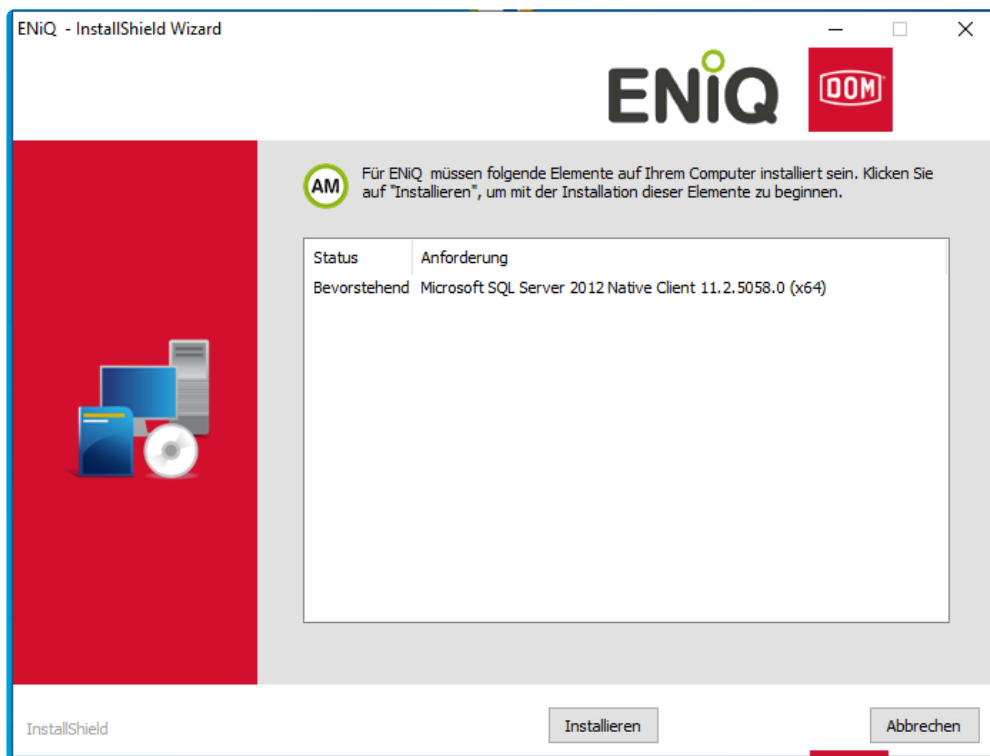 ENiQ - InstallShield Wizard
ENiQ
DOM
AM
Für ENiQ müssen folgende Elemente auf Ihrem Computer installiert sein. Klicken Sie
auf "Installieren", um mit der Installation dieser Elemente zu beginnen.
Status Anforderung
Bevorstehend Microsoft SQL Server 2012 Native Client 11.2.5058.0 (x64)
InstallShield
Installieren
Abbrechen